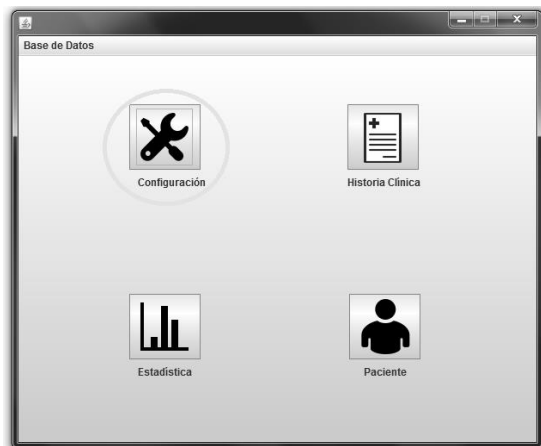 Base de Datos
Configuración
Historia Clínica
Estadística
Paciente